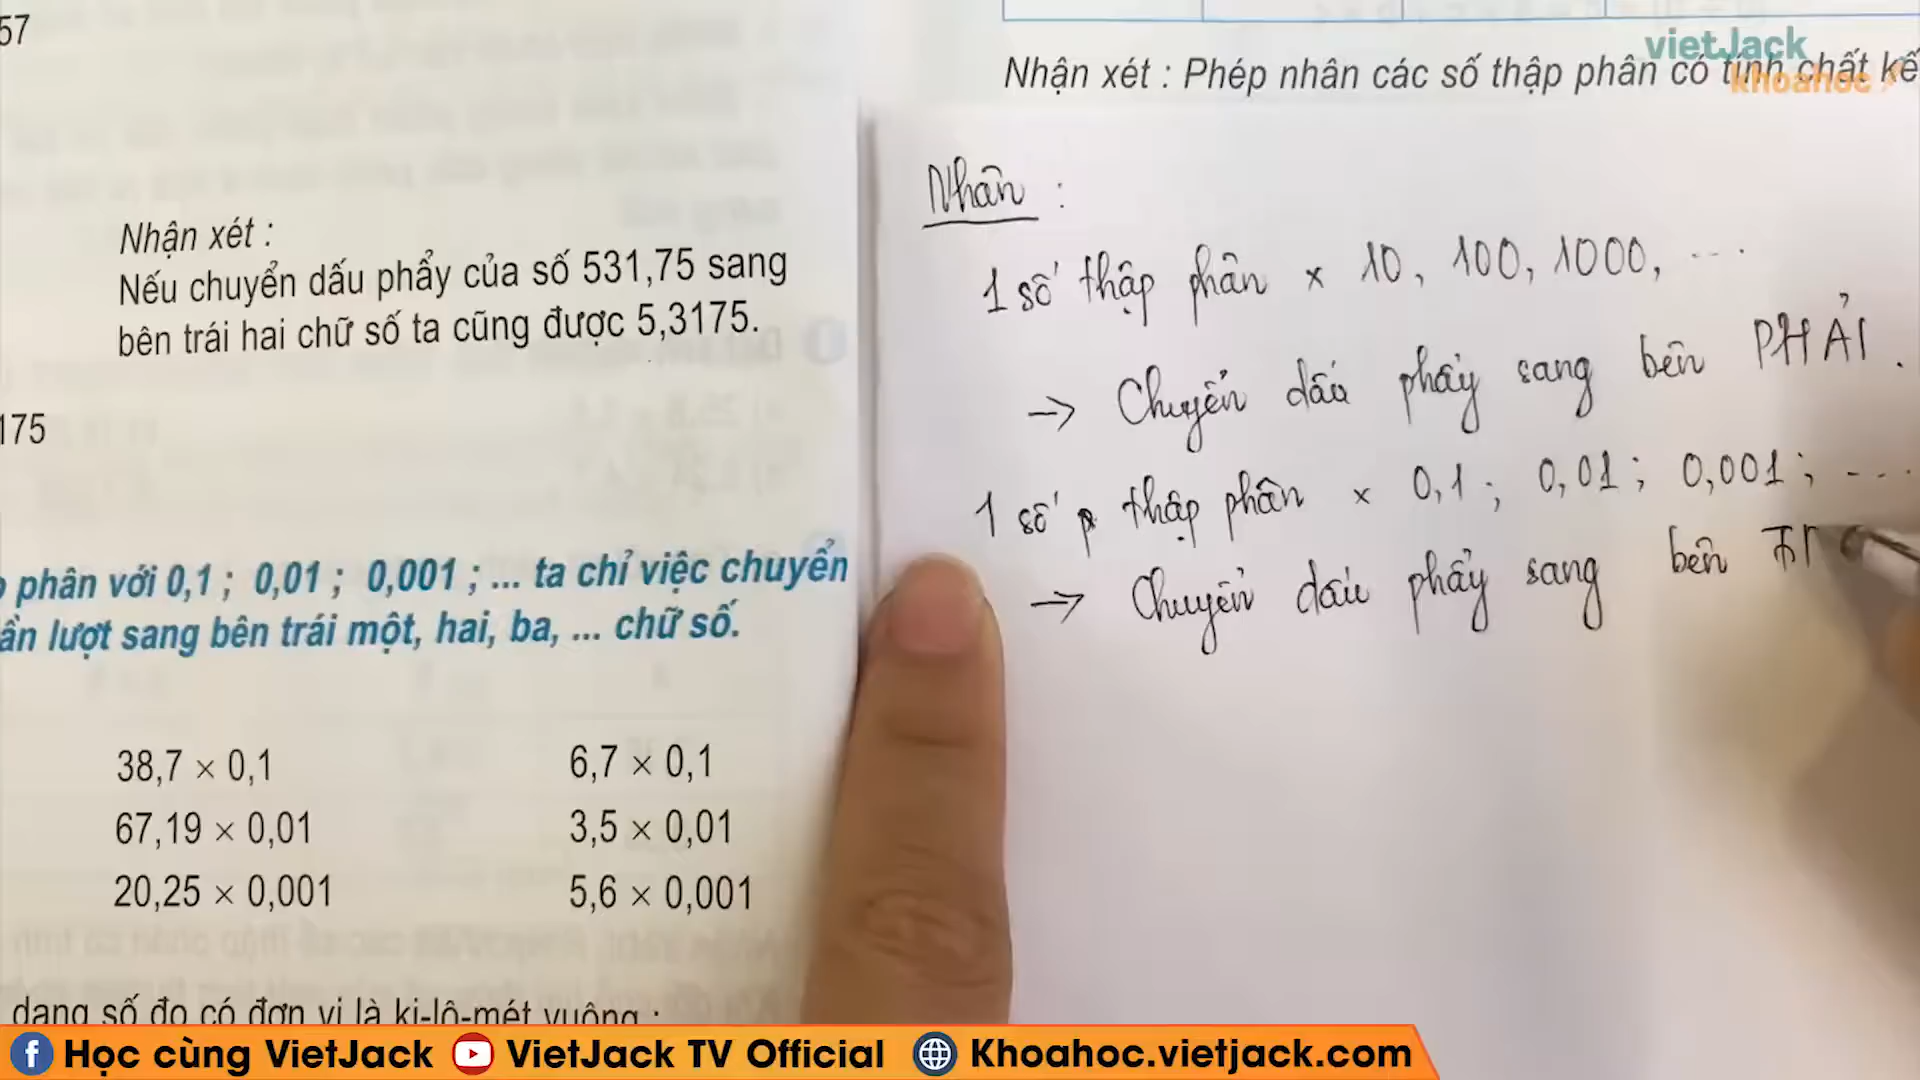 57
Nhận xét :
Nếu chuyển dấu phẩy của số 531,75 sang
bên trái hai chữ số ta cũng được 5,3175.
175
phân với 0,1 ; 0,01 ; 0,001 ; ... ta chỉ việc chuyển
ần lượt sang bên trái một, hai, ba, ... chữ số.
38,7 × 0,1
6,7 × 0,1
67,19 × 0,01
3,5 × 0,01
20,25 × 0,001
5,6 × 0,001
dạng số đo có đơn vị là ki-lô-mét vuông :
vietJack
khoahoc
Nhận xét : Phép nhân các số thập phân có tính chất kế
Nhân :
1 số thập phân × 10, 100, 1000, ...
→ Chuyển dấu phẩy sang bên PHẢI.
1 số thập phân × 0,1 ; 0,01 ; 0,001 ; ...
→ Chuyển dấu phẩy sang bên
Học cùng VietJack VietJack TV Official Khoahoc.vietjack.com